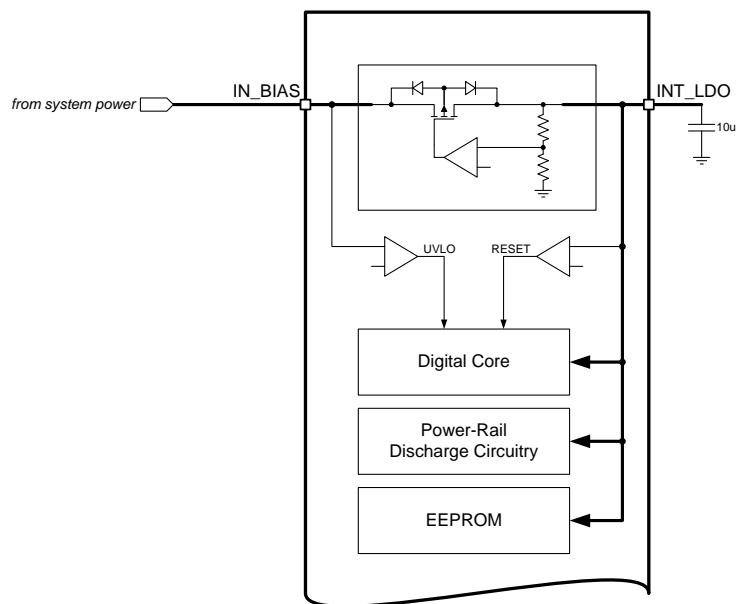 IN_BIAS
INT_LDO
from system power
10u
UVLO
RESET
Digital Core
Power-Rail
Discharge Circuitry
EEPROM